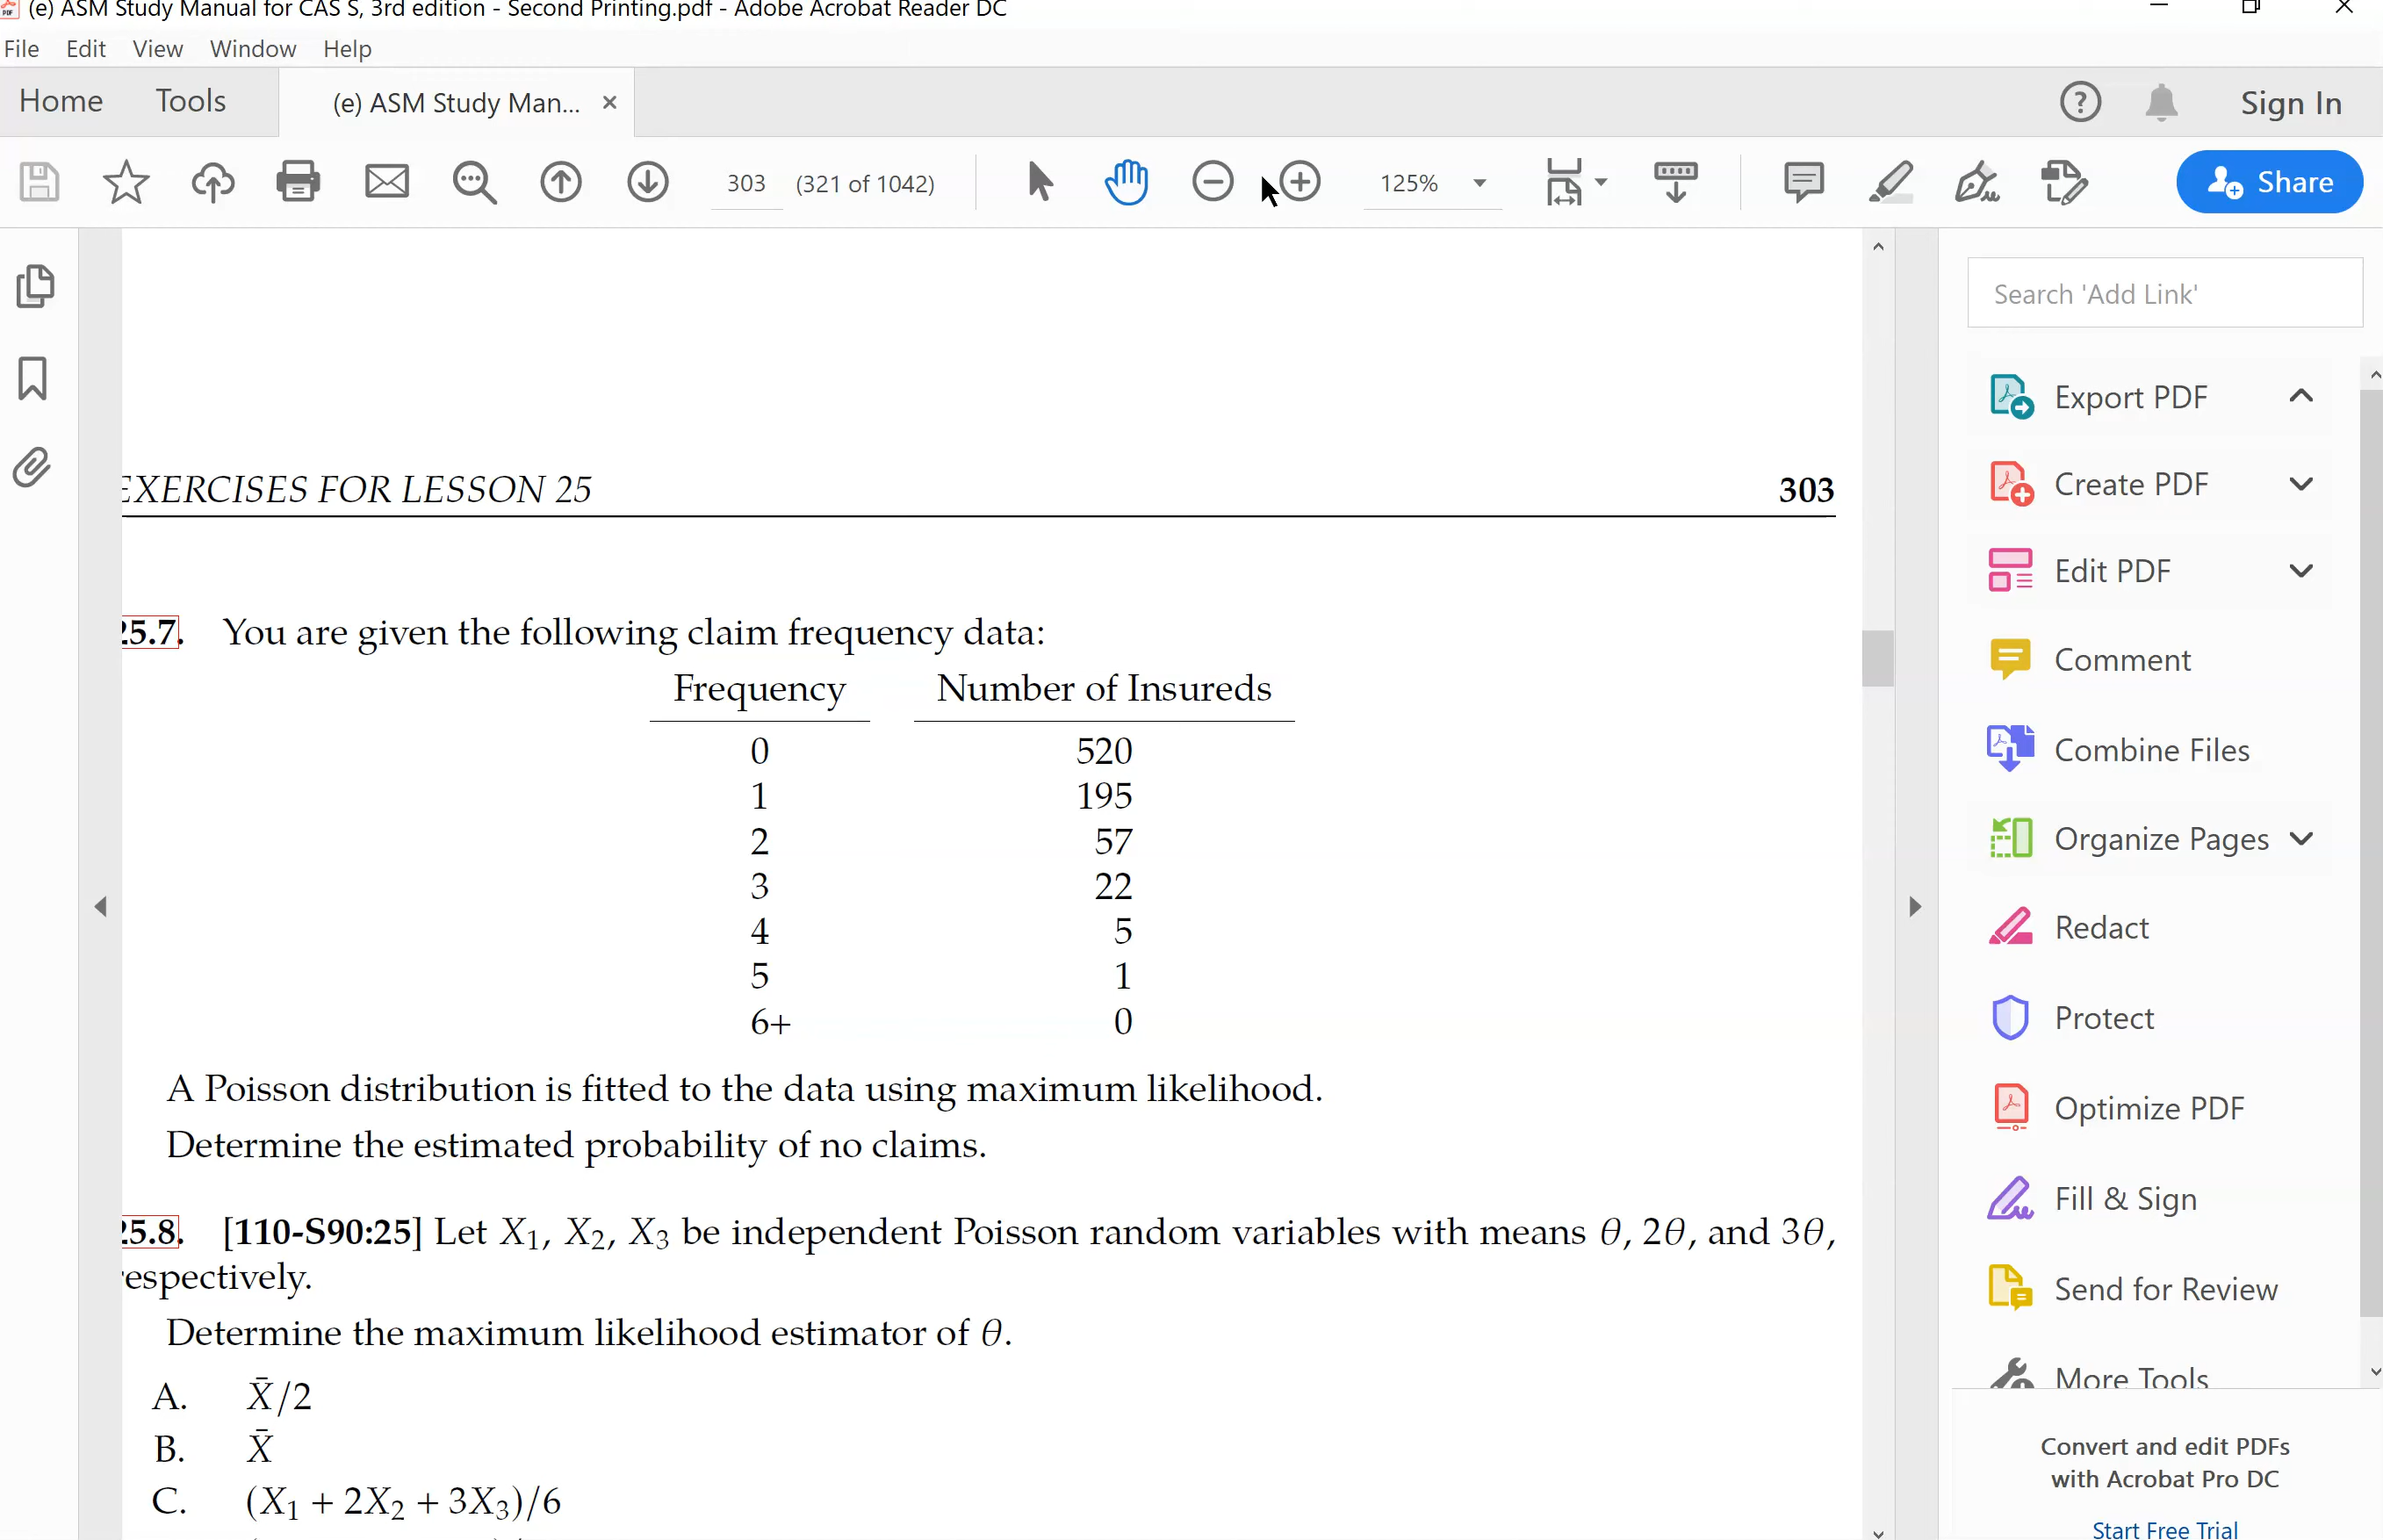 (e) ASM Study Manual for CAS S, 3rd edition - Second Printing.pdf - Adobe Acrobat Reader DC
File Edit View Window Help
Home Tools (e) ASM Study Man... × Sign In
303 (321 of 1042) 125% Share
Search 'Add Link'
Export PDF
Create PDF
Edit PDF
Comment
Combine Files
Organize Pages
Redact
Protect
Optimize PDF
Fill & Sign
Send for Review
More Tools
Convert and edit PDFs
with Acrobat Pro DC
Start Free Trial
EXERCISES FOR LESSON 25 303
25.7. You are given the following claim frequency data:
Frequency Number of Insureds
0 520
1 195
2 57
3 22
4 5
5 1
6+ 0
A Poisson distribution is fitted to the data using maximum likelihood.
Determine the estimated probability of no claims.
25.8. [110-S90:25] Let X₁, X₂, X₃ be independent Poisson random variables with means θ, 2θ, and 3θ,
respectively.
Determine the maximum likelihood estimator of θ.
A. X̄/2
B. X̄
C. (X₁ + 2X₂ + 3X₃)/6